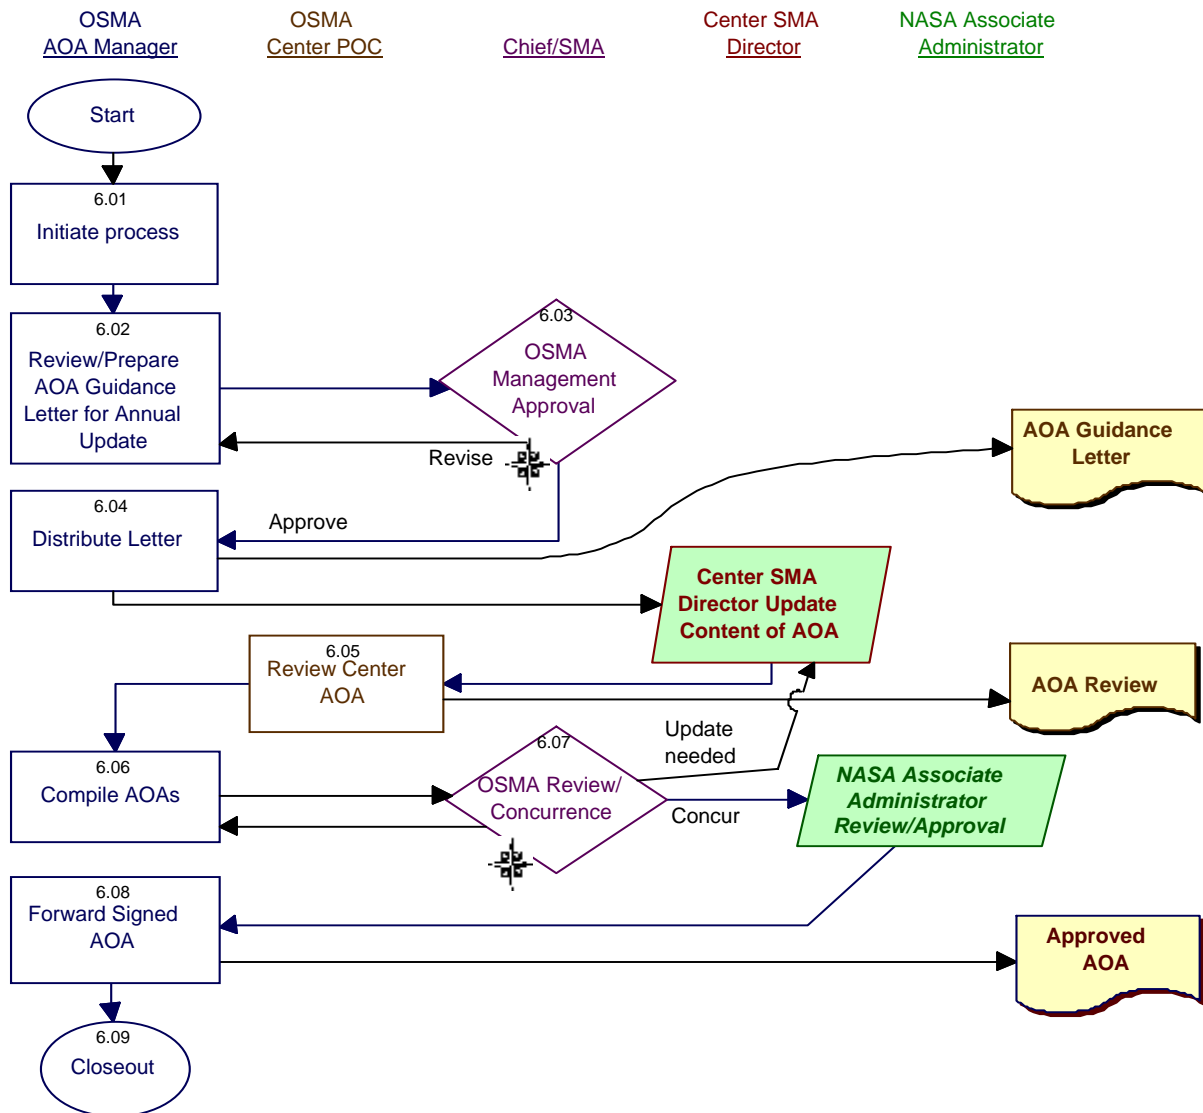 OSMA
AOA Manager
OSMA
Center POC
Chief/SMA
Center SMA
Director
NASA Associate
Administrator
Start
6.01
Initiate process
6.02
Review/Prepare
AOA Guidance
Letter for Annual
Update
6.03
OSMA
Management
Approval
Revise
AOA Guidance
Letter
6.04
Distribute Letter
Approve
Center SMA
Director Update
Content of AOA
6.05
Review Center
AOA
AOA Review
Update
needed
6.06
Compile AOAs
6.07
OSMA Review/
Concurrence
Concur
NASA Associate
Administrator
Review/Approval
6.08
Forward Signed
AOA
Approved
AOA
6.09
Closeout